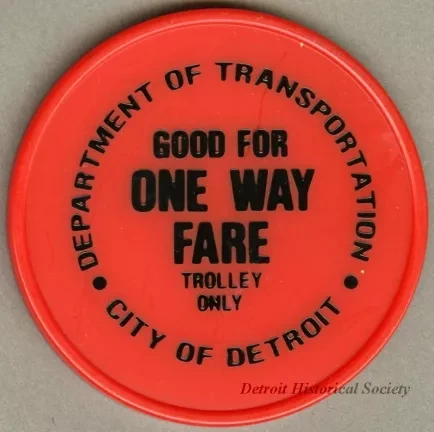 DEPARTMENT OF TRANSPORTATION
GOOD FOR
ONE WAY
FARE
TROLLEY
ONLY
• CITY OF DETROIT •
Detroit Historical Society